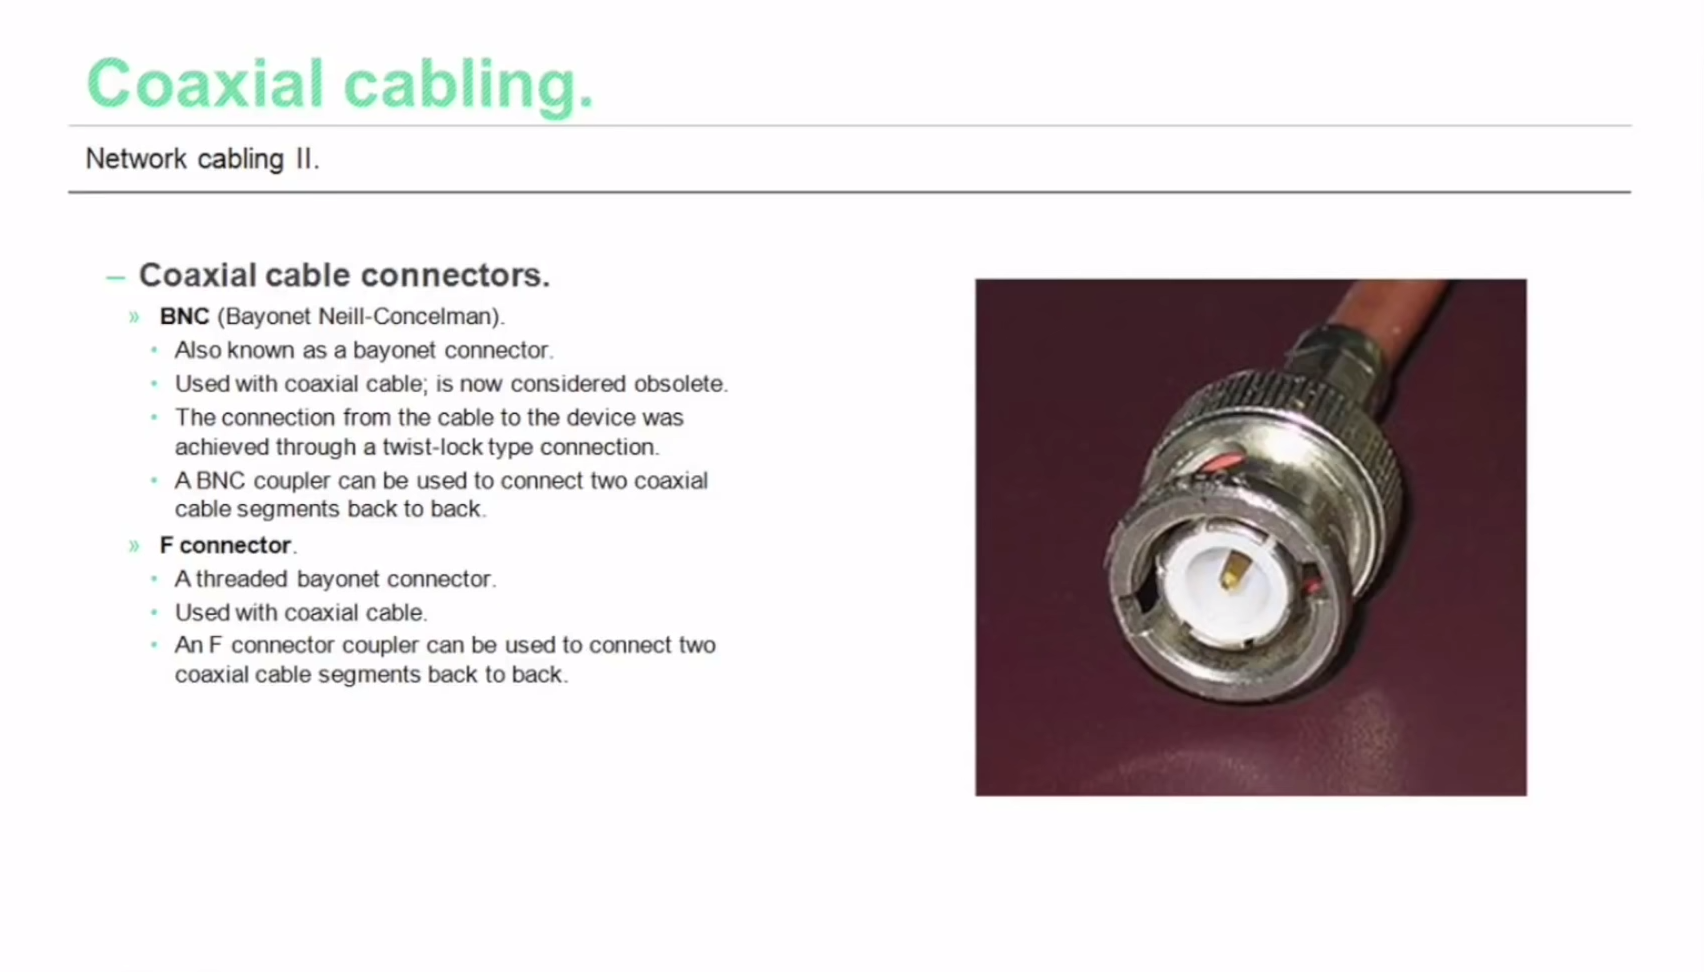 Coaxial cabling.
Network cabling II.
– Coaxial cable connectors.
» BNC (Bayonet Neill-Concelman).
• Also known as a bayonet connector.
• Used with coaxial cable; is now considered obsolete.
• The connection from the cable to the device was
achieved through a twist-lock type connection.
• A BNC coupler can be used to connect two coaxial
cable segments back to back.
» F connector.
• A threaded bayonet connector.
• Used with coaxial cable.
• An F connector coupler can be used to connect two
coaxial cable segments back to back.